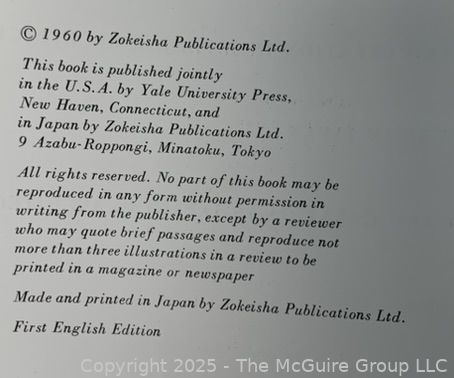 © 1960 by Zokeisha Publications Ltd.
This book is published jointly
in the U.S.A. by Yale University Press,
New Haven, Connecticut, and
in Japan by Zokeisha Publications Ltd.
9 Azabu-Roppongi, Minatoku, Tokyo
All rights reserved. No part of this book may be
reproduced in any form without permission in
writing from the publisher, except by a reviewer
who may quote brief passages and reproduce not
more than three illustrations in a review to be
printed in a magazine or newspaper
Made and printed in Japan by Zokeisha Publications Ltd.
First English Edition
Copyright 2025 - The McGuire Group LLC